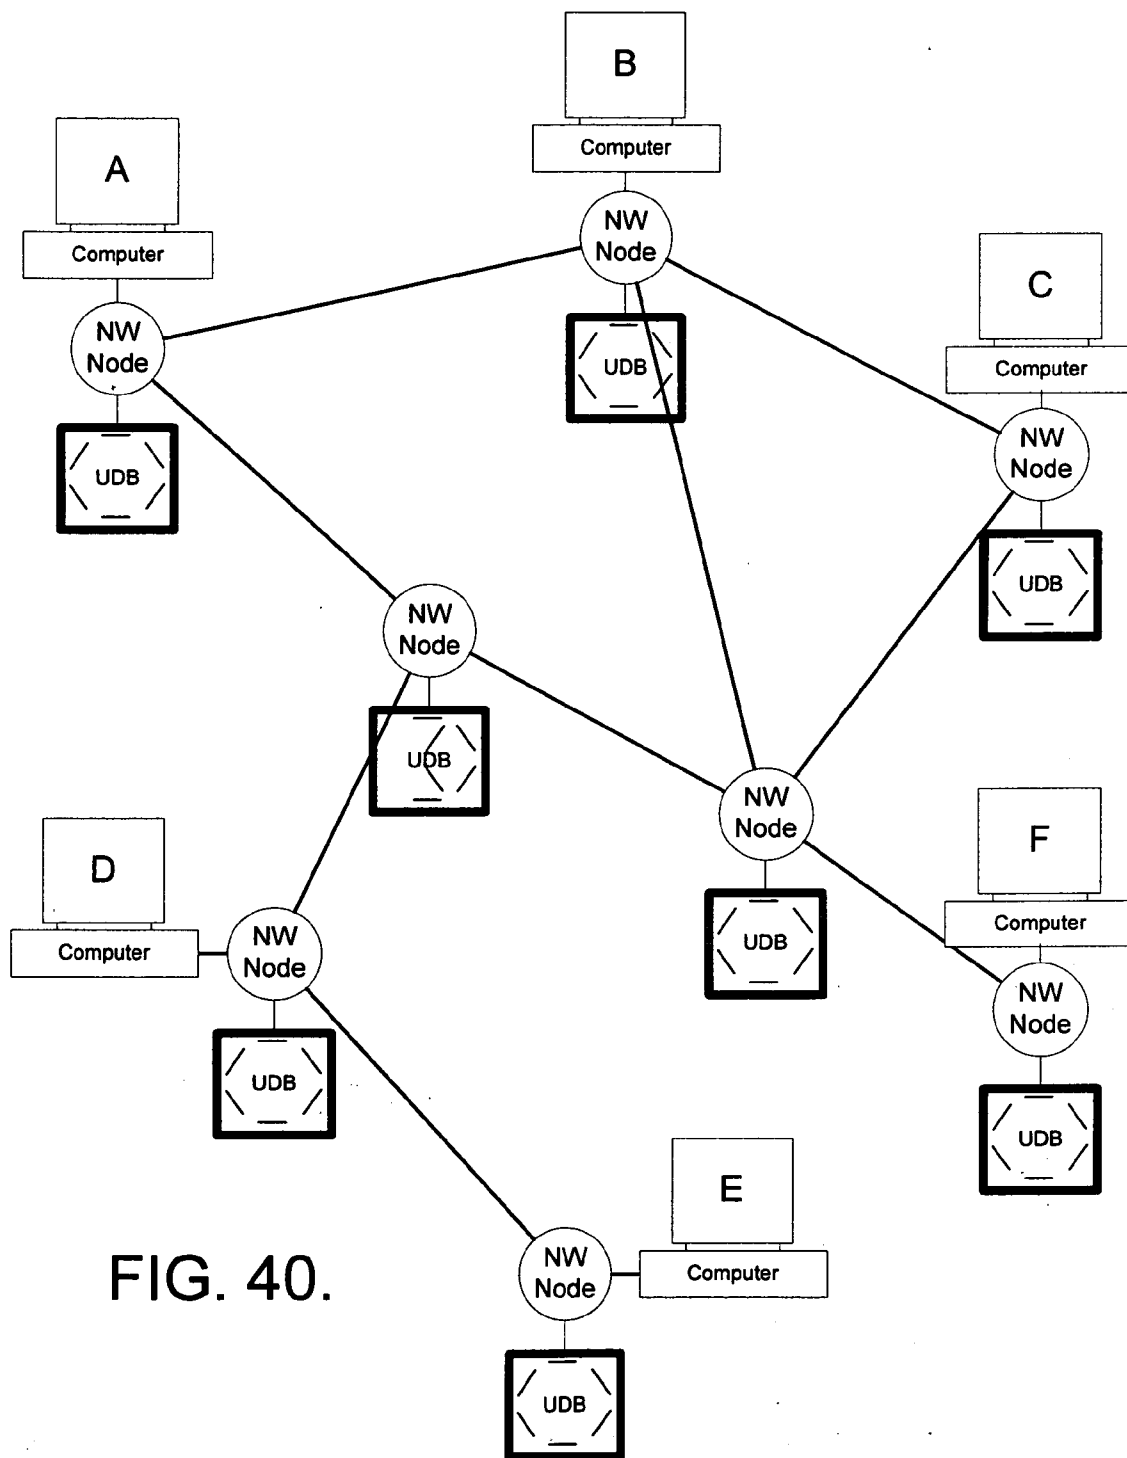 B
Computer
NW
Node
UDB
A
Computer
NW
Node
UDB
C
Computer
NW
Node
UDB
NW
Node
UDB
NW
Node
UDB
D
Computer
NW
Node
UDB
F
Computer
NW
Node
UDB
E
Computer
NW
Node
UDB
FIG. 40.